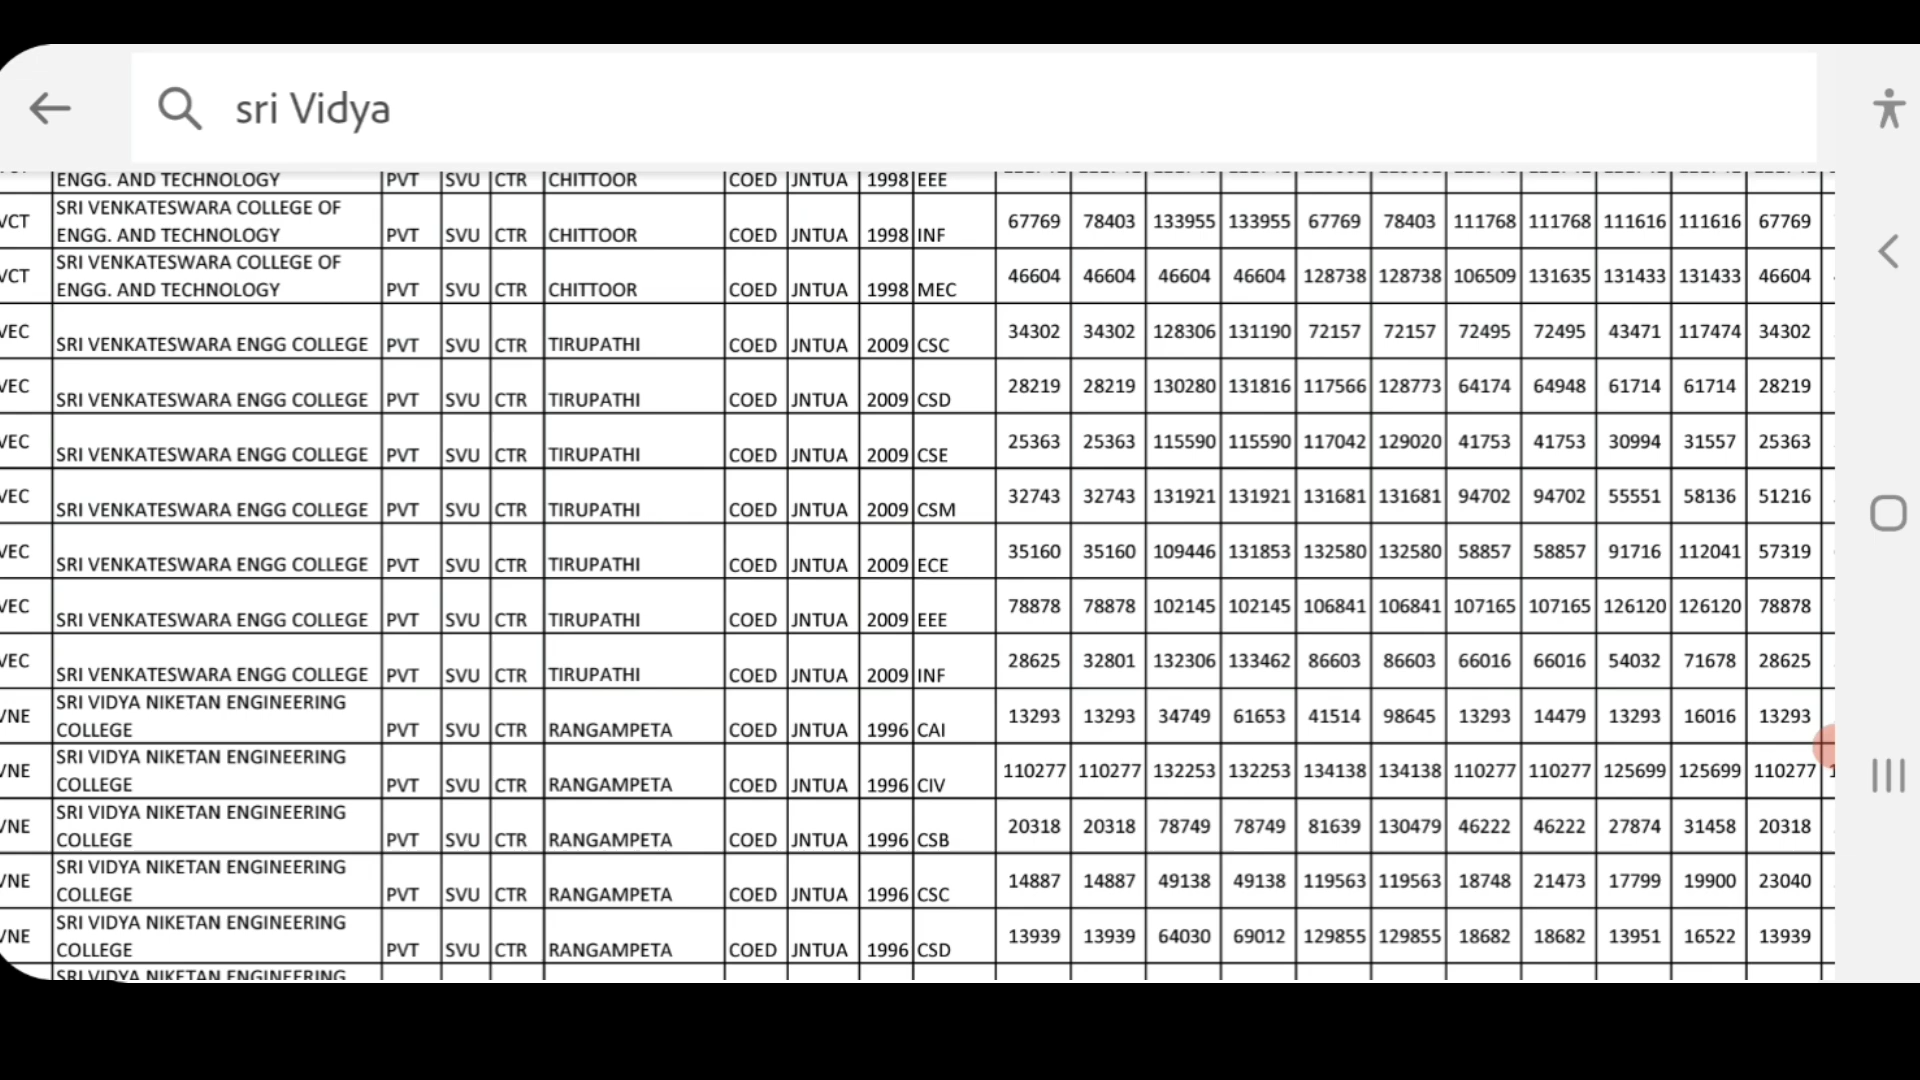 sri Vidya
ENGG. AND TECHNOLOGY PVT SVU CTR CHITTOOR COED JNTUA 1998 EEE
VCT SRI VENKATESWARA COLLEGE OF ENGG. AND TECHNOLOGY PVT SVU CTR CHITTOOR COED JNTUA 1998 INF 67769 78403 133955 133955 67769 78403 111768 111768 111616 111616 67769
VCT SRI VENKATESWARA COLLEGE OF ENGG. AND TECHNOLOGY PVT SVU CTR CHITTOOR COED JNTUA 1998 MEC 46604 46604 46604 46604 128738 128738 106509 131635 131433 131433 46604
VEC SRI VENKATESWARA ENGG COLLEGE PVT SVU CTR TIRUPATHI COED JNTUA 2009 CSC 34302 34302 128306 131190 72157 72157 72495 72495 43471 117474 34302
VEC SRI VENKATESWARA ENGG COLLEGE PVT SVU CTR TIRUPATHI COED JNTUA 2009 CSD 28219 28219 130280 131816 117566 128773 64174 64948 61714 61714 28219
VEC SRI VENKATESWARA ENGG COLLEGE PVT SVU CTR TIRUPATHI COED JNTUA 2009 CSE 25363 25363 115590 115590 117042 129020 41753 41753 30994 31557 25363
VEC SRI VENKATESWARA ENGG COLLEGE PVT SVU CTR TIRUPATHI COED JNTUA 2009 CSM 32743 32743 131921 131921 131681 131681 94702 94702 55551 58136 51216
VEC SRI VENKATESWARA ENGG COLLEGE PVT SVU CTR TIRUPATHI COED JNTUA 2009 ECE 35160 35160 109446 131853 132580 132580 58857 58857 91716 112041 57319
VEC SRI VENKATESWARA ENGG COLLEGE PVT SVU CTR TIRUPATHI COED JNTUA 2009 EEE 78878 78878 102145 102145 106841 106841 107165 107165 126120 126120 78878
VEC SRI VENKATESWARA ENGG COLLEGE PVT SVU CTR TIRUPATHI COED JNTUA 2009 INF 28625 32801 132306 133462 86603 86603 66016 66016 54032 71678 28625
VNE SRI VIDYA NIKETAN ENGINEERING COLLEGE PVT SVU CTR RANGAMPETA COED JNTUA 1996 CAI 13293 13293 34749 61653 41514 98645 13293 14479 13293 16016 13293
VNE SRI VIDYA NIKETAN ENGINEERING COLLEGE PVT SVU CTR RANGAMPETA COED JNTUA 1996 CIV 110277 110277 132253 132253 134138 134138 110277 110277 125699 125699 110277
VNE SRI VIDYA NIKETAN ENGINEERING COLLEGE PVT SVU CTR RANGAMPETA COED JNTUA 1996 CSB 20318 20318 78749 78749 81639 130479 46222 46222 27874 31458 20318
VNE SRI VIDYA NIKETAN ENGINEERING COLLEGE PVT SVU CTR RANGAMPETA COED JNTUA 1996 CSC 14887 14887 49138 49138 119563 119563 18748 21473 17799 19900 23040
VNE SRI VIDYA NIKETAN ENGINEERING COLLEGE PVT SVU CTR RANGAMPETA COED JNTUA 1996 CSD 13939 13939 64030 69012 129855 129855 18682 18682 13951 16522 13939
SRI VIDYA NIKETAN ENGINEERING